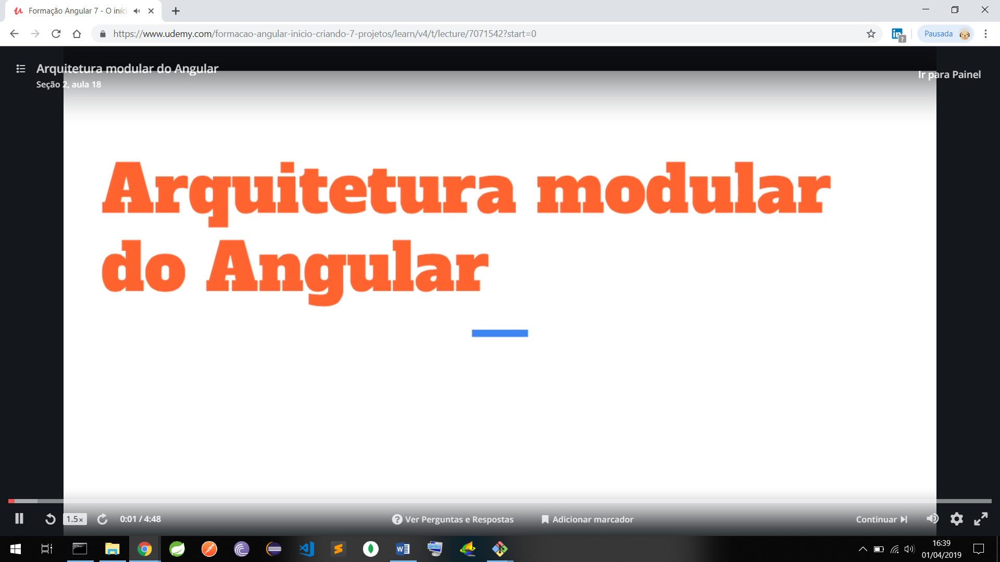 Formação Angular 7 - O iníci
https://www.udemy.com/formacao-angular-inicio-criando-7-projetos/learn/v4/t/lecture/7071542?start=0
Pausada
Arquitetura modular do Angular
Seção 2, aula 18
Ir para Painel
Arquitetura modular
do Angular
1.5x
0:01 / 4:48
Ver Perguntas e Respostas
Adicionar marcador
Continuar
16:39
01/04/2019